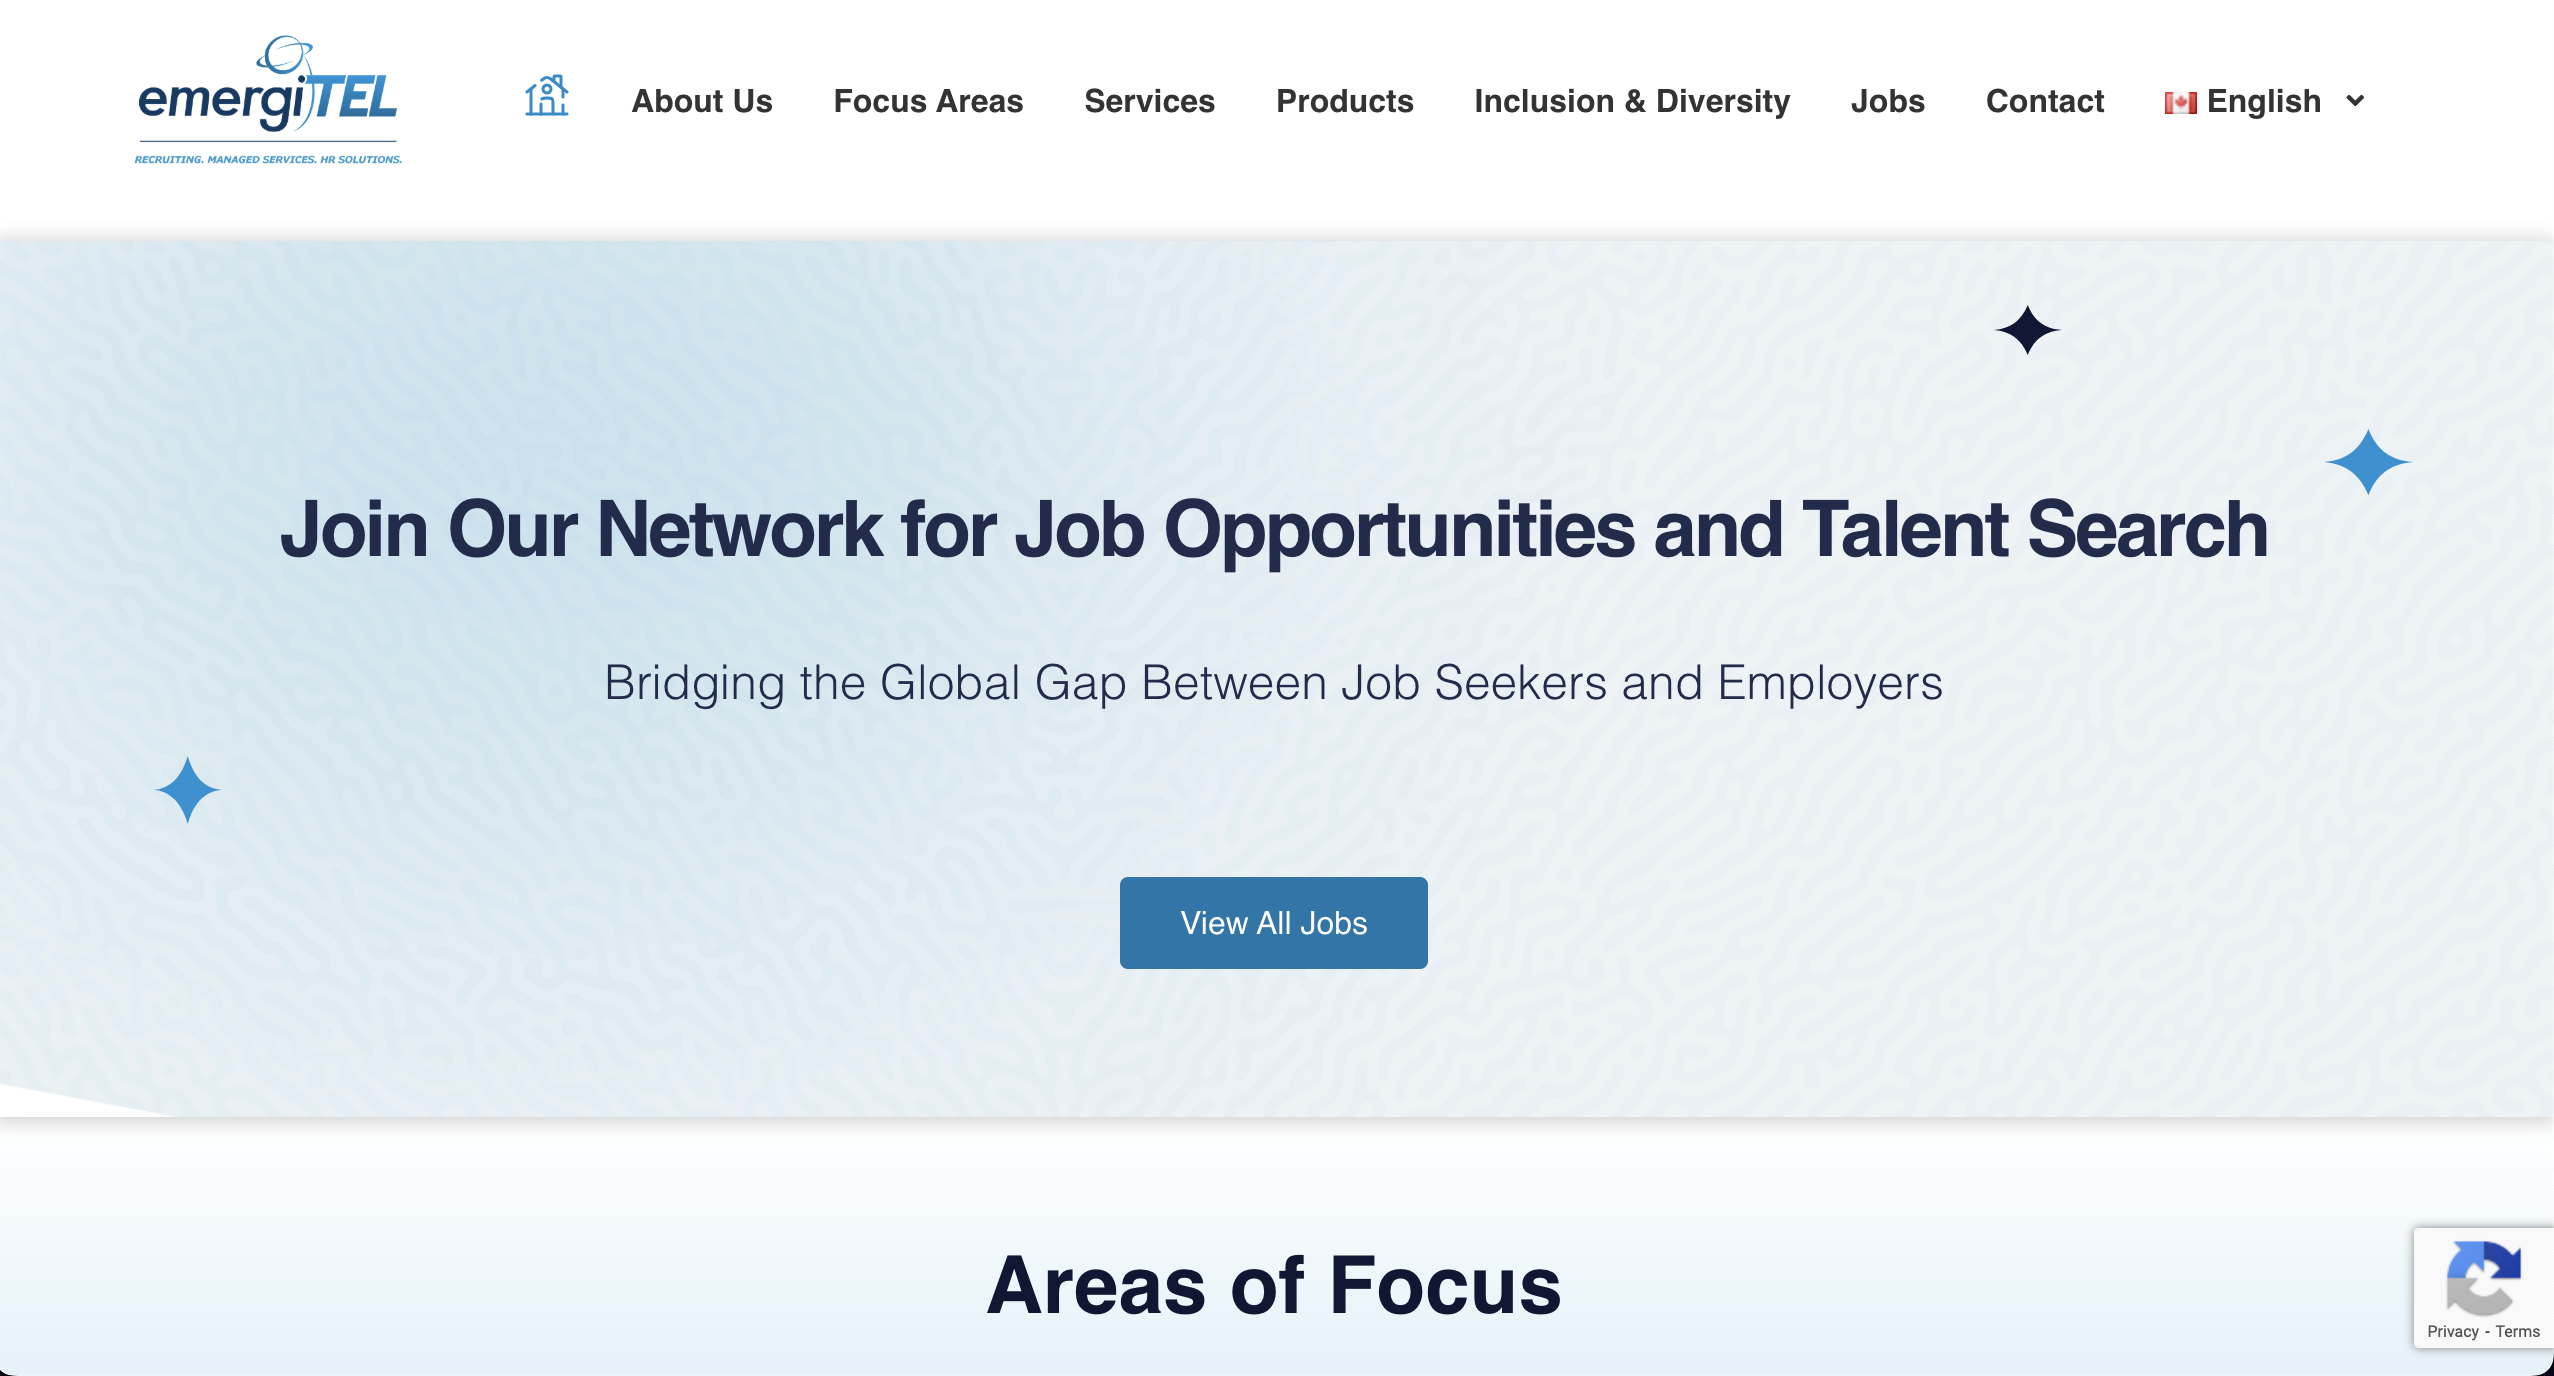 emergiTEL
RECRUITING. MANAGED SERVICES. HR SOLUTIONS.
About Us Focus Areas Services Products Inclusion & Diversity Jobs Contact English
Join Our Network for Job Opportunities and Talent Search
Bridging the Global Gap Between Job Seekers and Employers
View All Jobs
Areas of Focus
Privacy - Terms